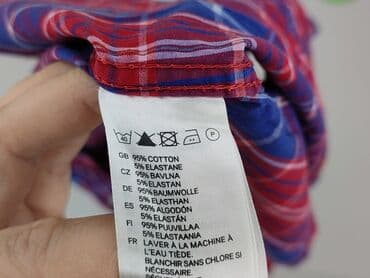 40 P
GB 95% COTTON
5% ELASTANE
CZ 95% BAVLNA
5% ELASTAN
DE 95% BAUMWOLLE
5% ELASTHAN
ES 95% ALGODÓN
5% ELASTÁN
FI 95% PUUVILLAA
5% ELASTAANIA
FR LAVER À LA MACHINE À
L'EAU TIÈDE.
BLANCHIR SANS CHLORE SI
NÉCESSAIRE